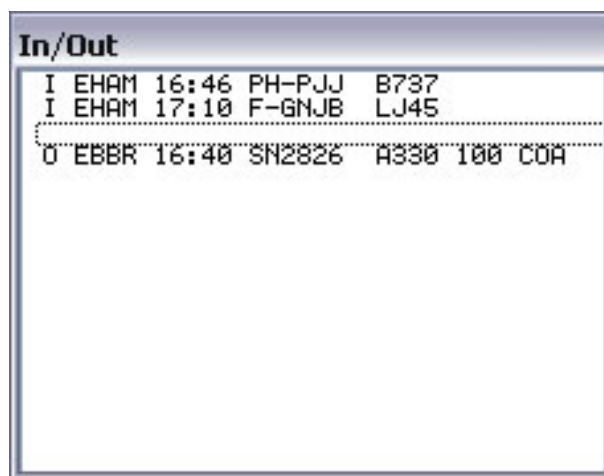 In/Out
I EHAM 16:46 PH-PJJ B737
I EHAM 17:10 F-GNJB LJ45
O EBBR 16:40 SN2826 A330 100 COA